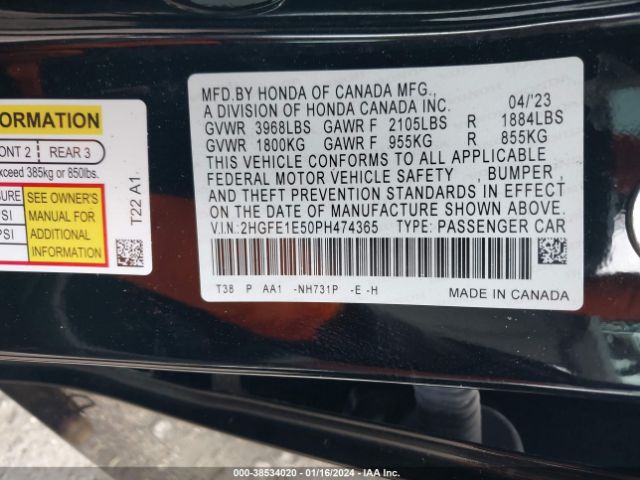 FORMATION
ONT 2 REAR 3
xceed 385kg or 850lbs.
SURE
PSI
PSI
SEE OWNER'S
MANUAL FOR
ADDITIONAL
INFORMATION
T22 A1
MFD.BY HONDA OF CANADA MFG.,
A DIVISION OF HONDA CANADA INC. 04/'23
GVWR 3968LBS GAWR F 2105LBS R 1884LBS
GVWR 1800KG GAWR F 955KG R 855KG
THIS VEHICLE CONFORMS TO ALL APPLICABLE
FEDERAL MOTOR VEHICLE SAFETY , BUMPER ,
AND THEFT PREVENTION STANDARDS IN EFFECT
ON THE DATE OF MANUFACTURE SHOWN ABOVE.
V.I.N.:2HGFE1E50PH474365 TYPE: PASSENGER CAR
T38 P AA1 -NH731P -E -H
MADE IN CANADA
000-38534020 - 01/16/2024 - IAA Inc.